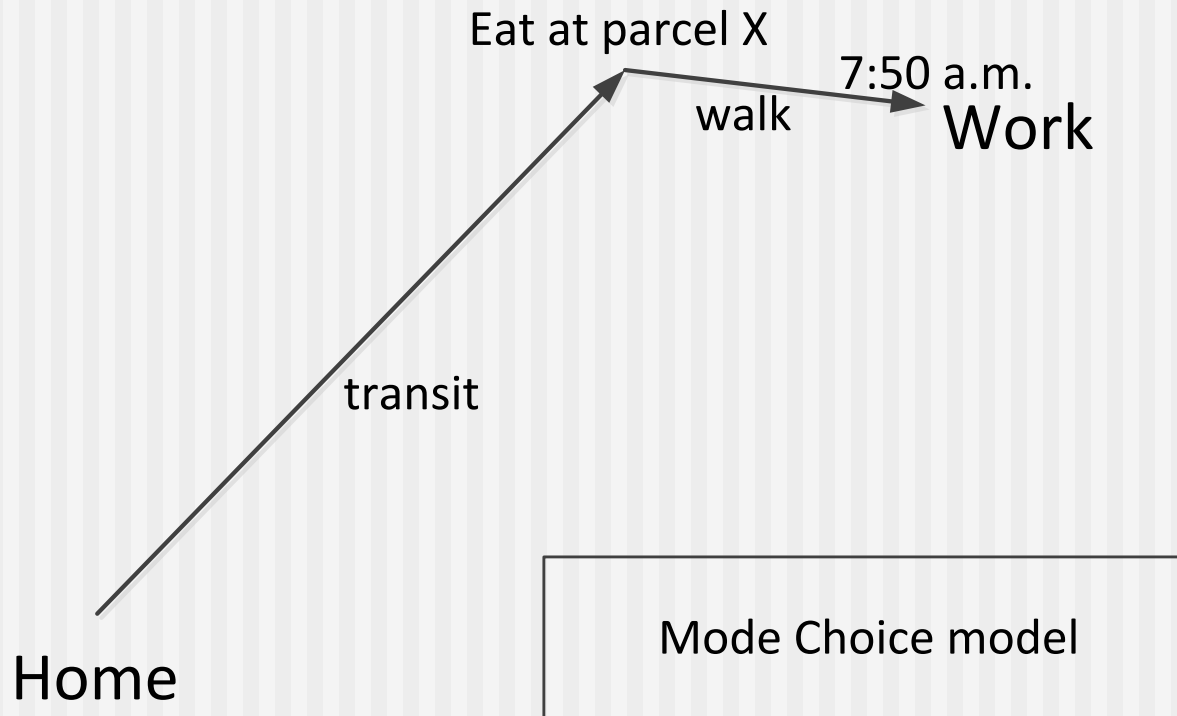 Eat at parcel X
7:50 a.m.
walk
Work
transit
Mode Choice model
Home